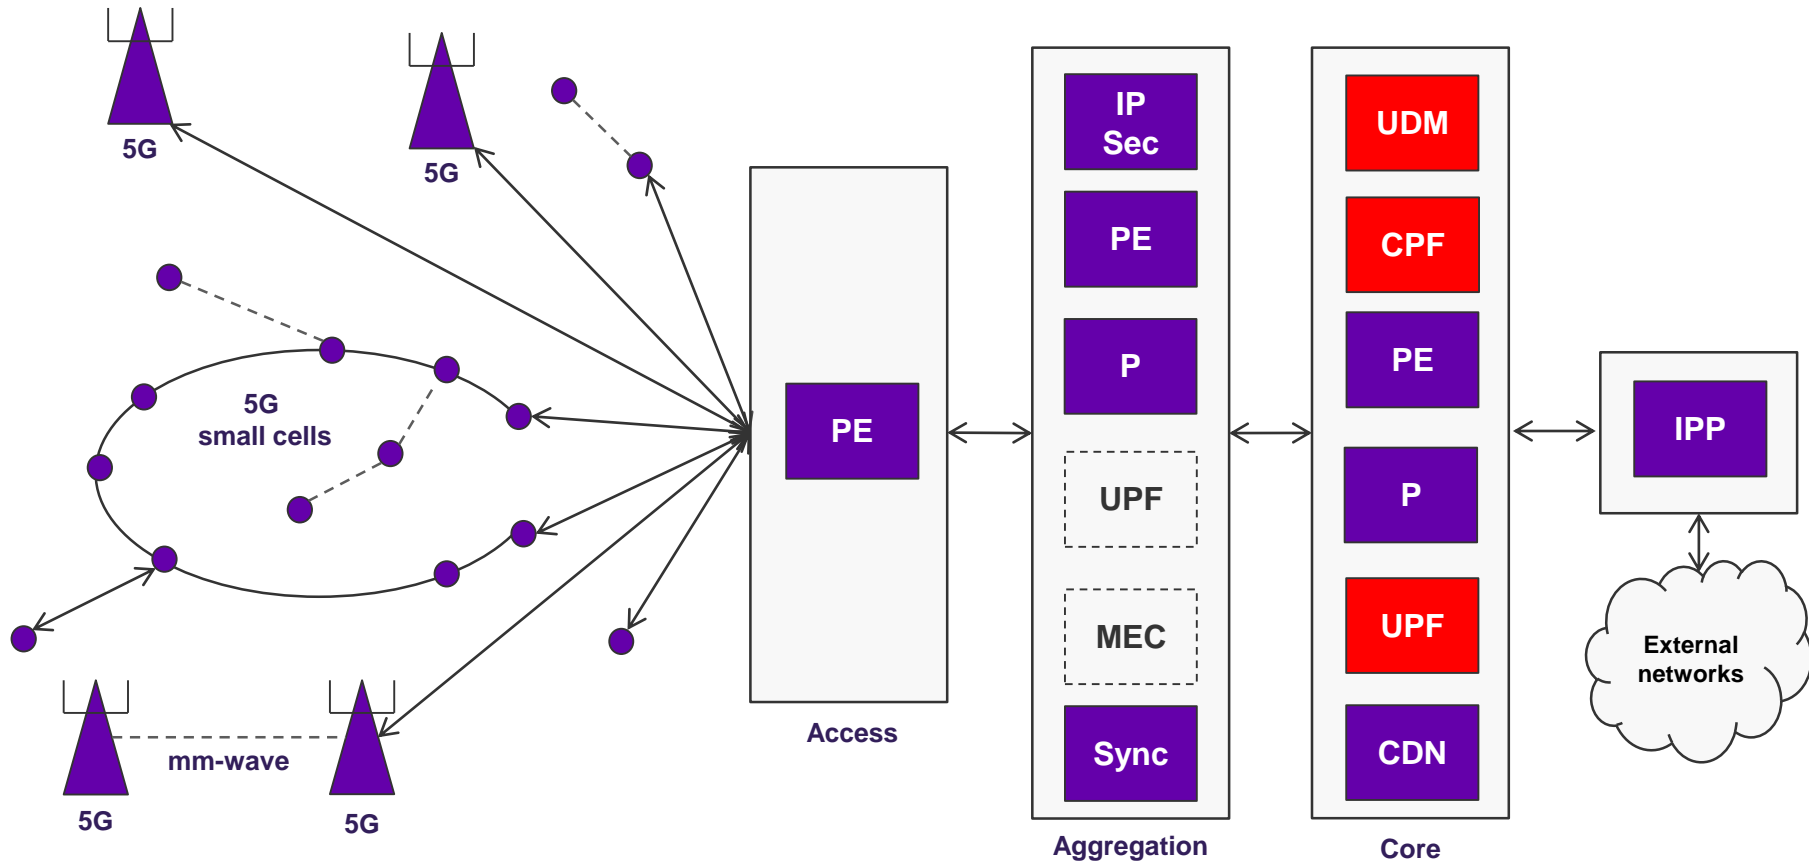 5G
5G
5G
small cells
mm-wave
5G
5G
PE
Access
IP
Sec
PE
P
UPF
MEC
Sync
Aggregation
UDM
CPF
PE
P
UPF
CDN
Core
IPP
External
networks